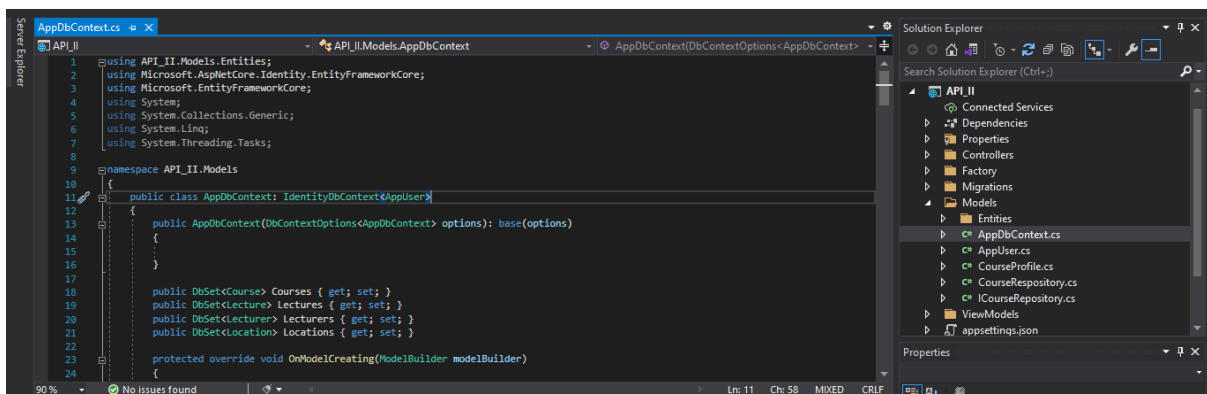 Server Explorer
AppDbContext.cs
API_II
API_II.Models.AppDbContext
AppDbContext(DbContextOptions<AppDbContext>
1 using API_II.Models.Entities;
2 using Microsoft.AspNetCore.Identity.EntityFrameworkCore;
3 using Microsoft.EntityFrameworkCore;
4 using System;
5 using System.Collections.Generic;
6 using System.Linq;
7 using System.Threading.Tasks;
8
9 namespace API_II.Models
10 {
11 public class AppDbContext: IdentityDbContext<AppUser>
12 {
13 public AppDbContext(DbContextOptions<AppDbContext> options): base(options)
14 {
15
16 }
17
18 public DbSet<Course> Courses { get; set; }
19 public DbSet<Lecture> Lectures { get; set; }
20 public DbSet<Lecturer> Lecturers { get; set; }
21 public DbSet<Location> Locations { get; set; }
22
23 protected override void OnModelCreating(ModelBuilder modelBuilder)
24 {
90 % No issues found Ln: 11 Ch: 58 MIXED CRLF
Solution Explorer
Search Solution Explorer (Ctrl+;)
API_II
Connected Services
Dependencies
Properties
Controllers
Factory
Migrations
Models
Entities
C# AppDbContext.cs
C# AppUser.cs
C# CourseProfile.cs
C# CourseRespository.cs
C# ICourseRepository.cs
ViewModels
appsettings.json
Properties